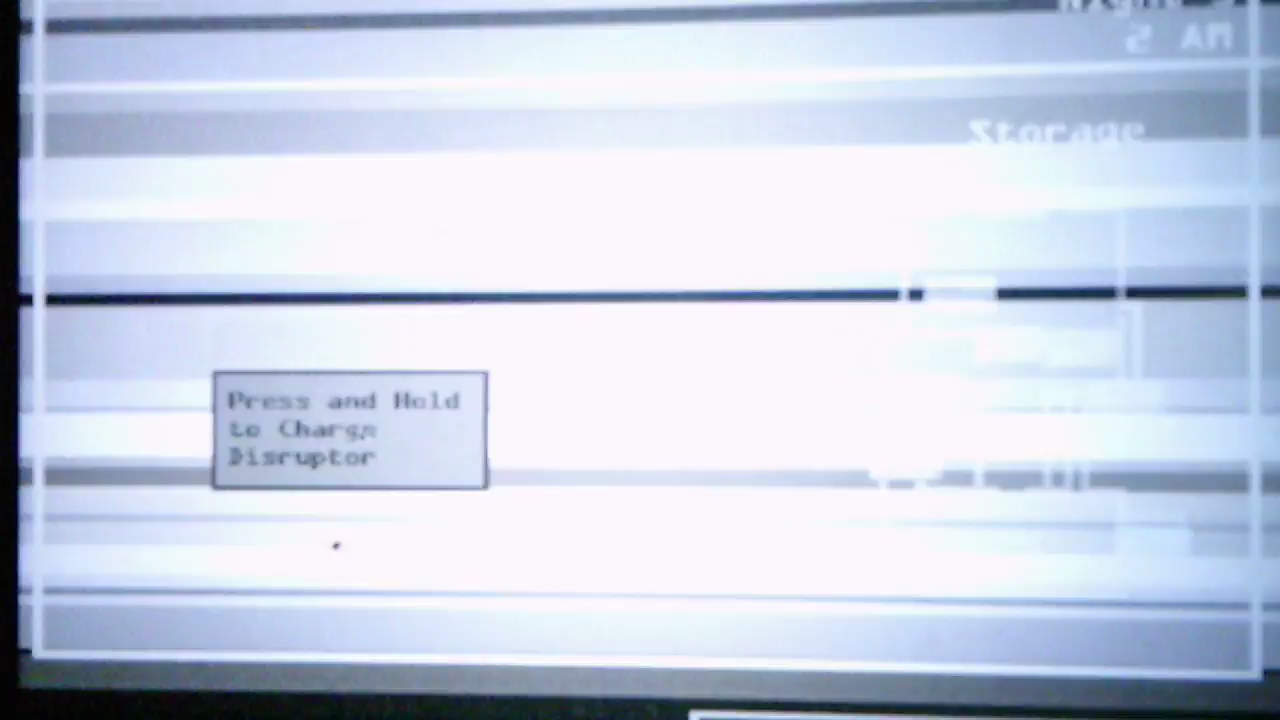 2 AM
Storage
Press and Hold
to Charge
Disruptor